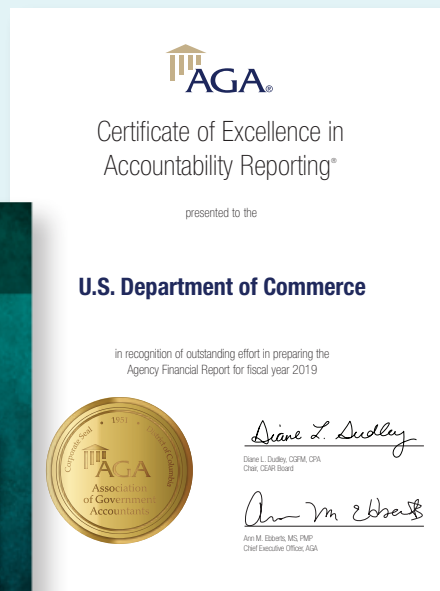 AGA®
Certificate of Excellence in
Accountability Reporting®
presented to the
U.S. Department of Commerce
in recognition of outstanding effort in preparing the
Agency Financial Report for fiscal year 2019
Corporate Seal • 1951 • District of Columbia
AGA
Association
of Government
Accountants
Diane L. Dudley
Diane L. Dudley, CGFM, CPA
Chair, CEAR Board
Ann M Ebberts
Ann M. Ebberts, MS, PMP
Chief Executive Officer, AGA